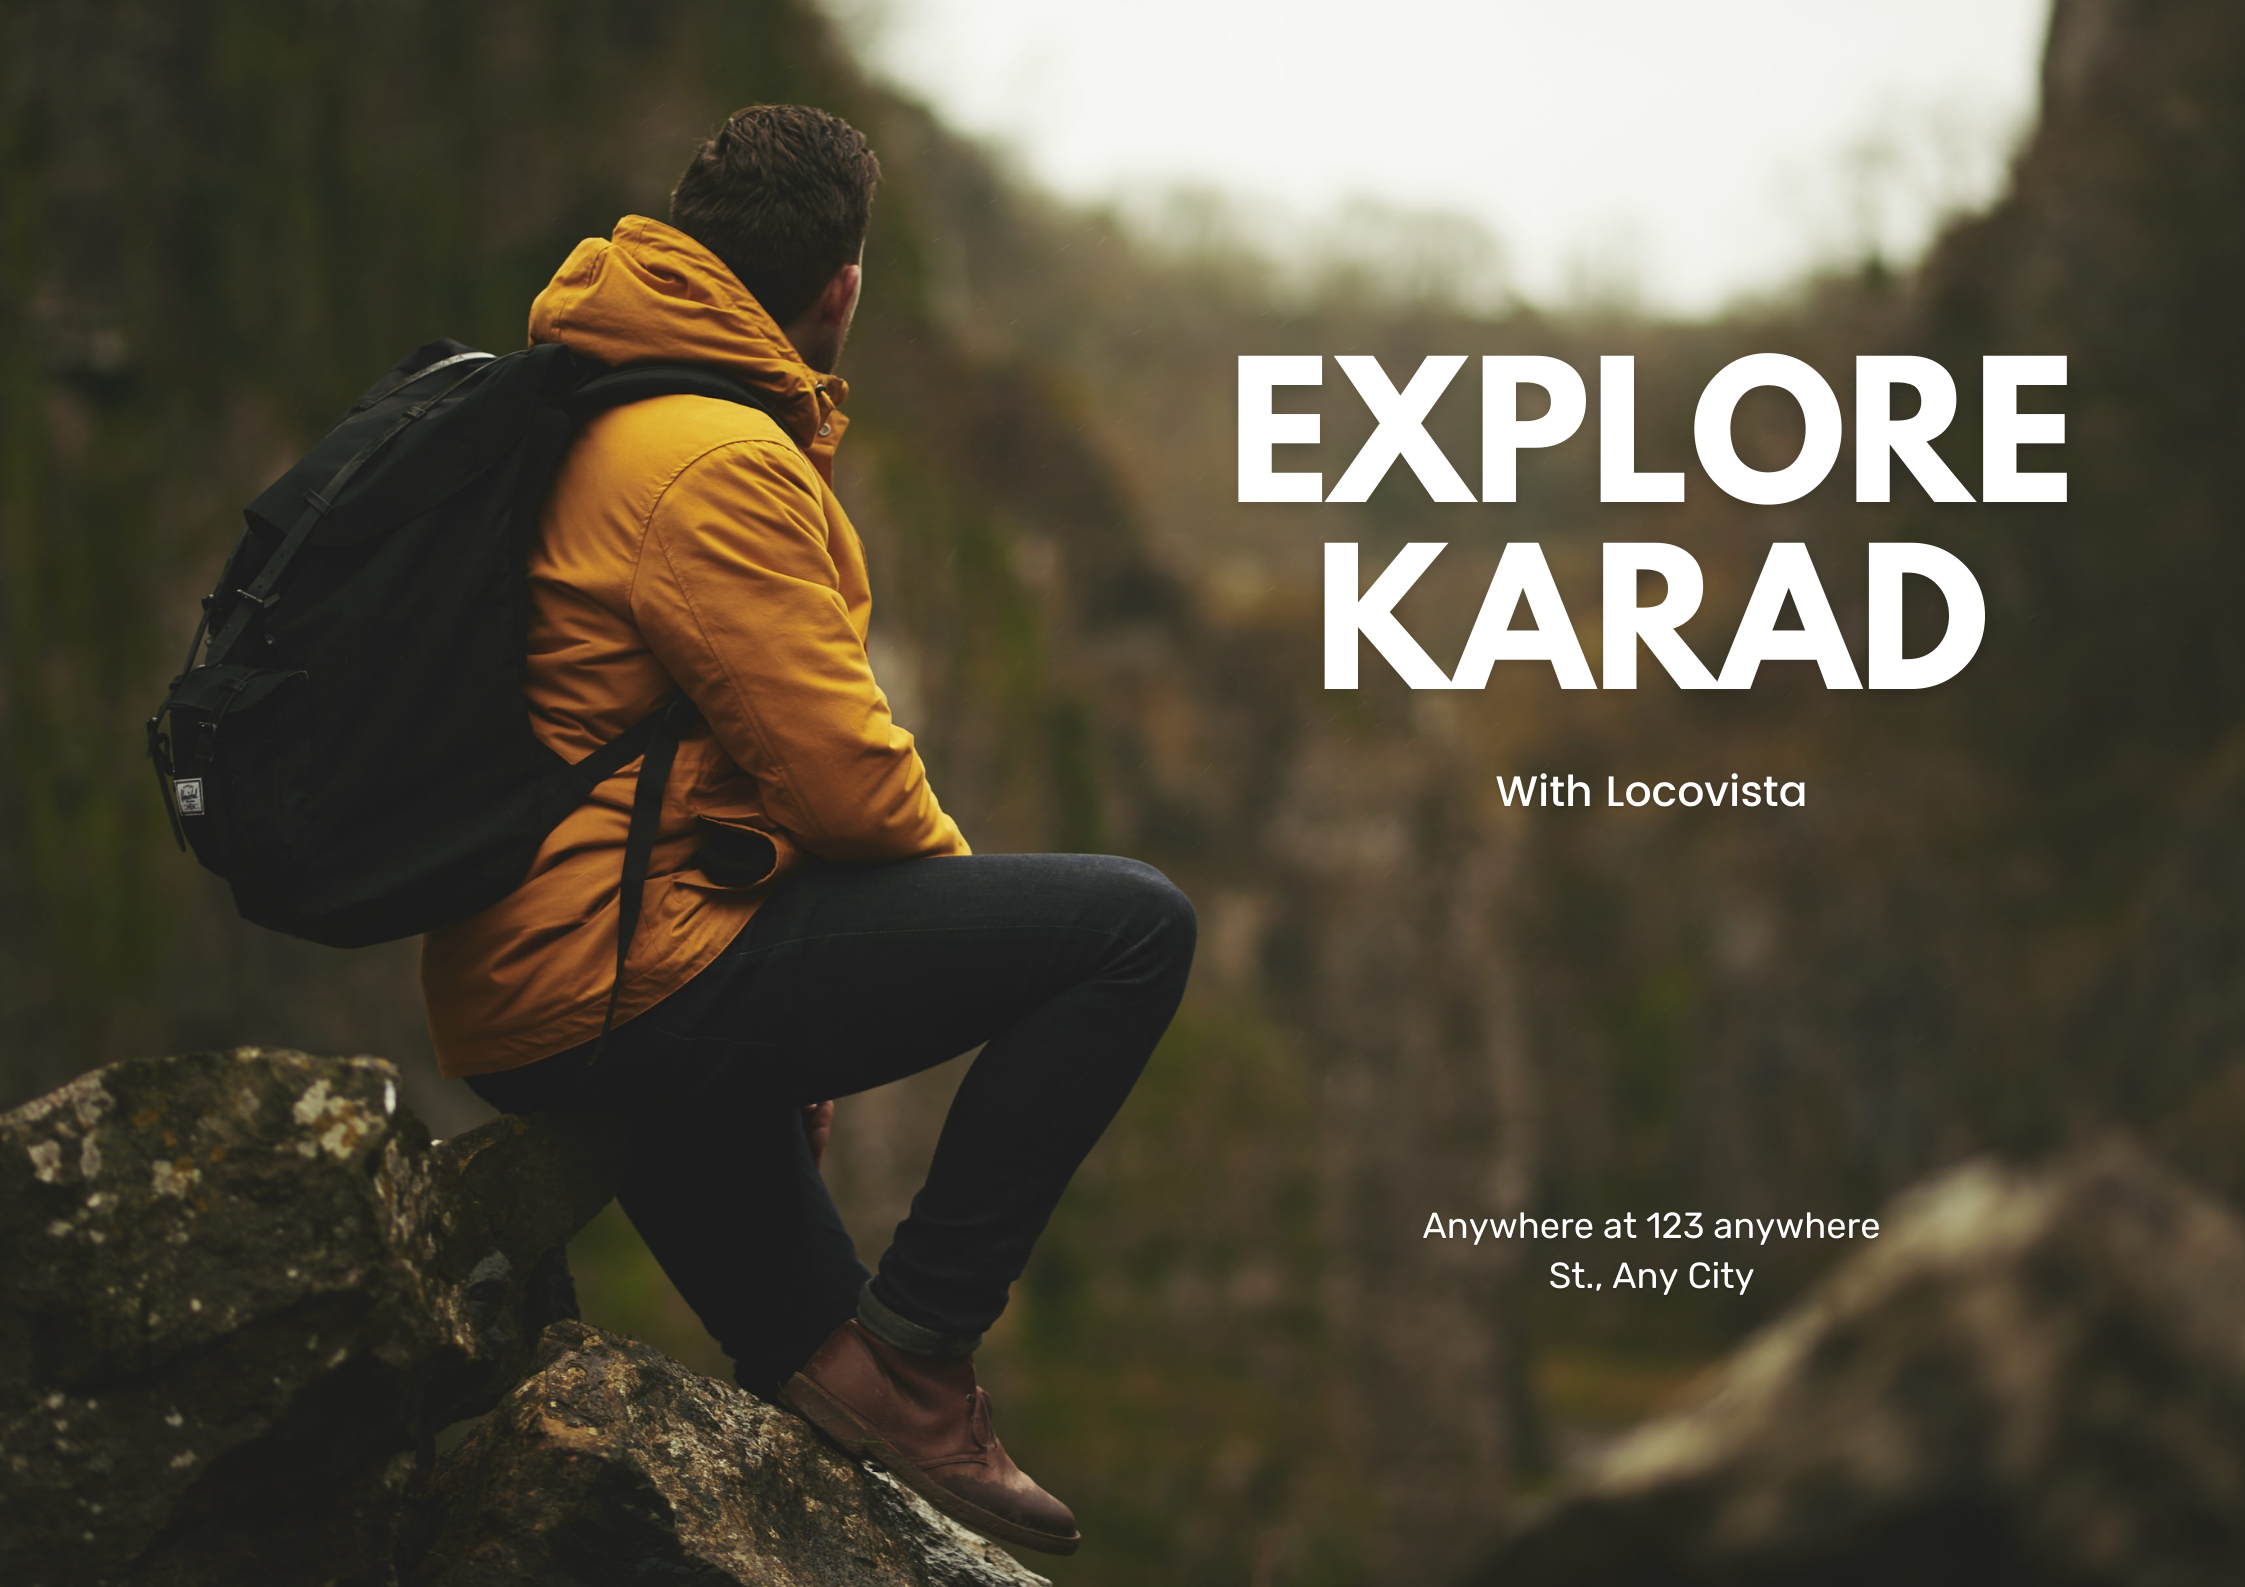 EXPLORE
KARAD
With Locovista
Anywhere at 123 anywhere
St., Any City